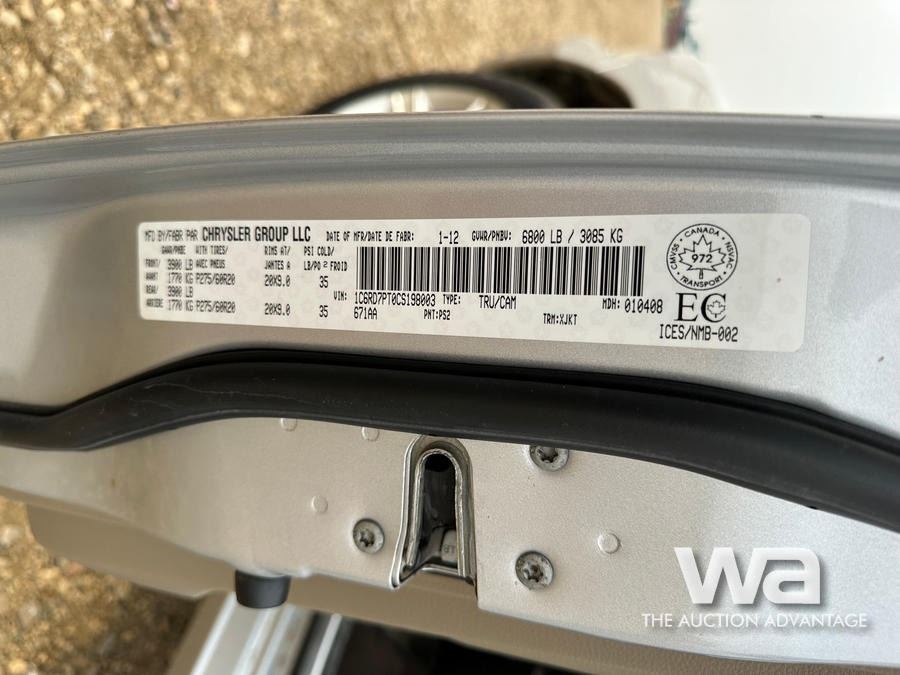 MFD BY/FABR PAR CHRYSLER GROUP LLC DATE OF MFR/DATE DE FABR: 1-12 GVWR/PNBV: 6800 LB / 3085 KG
GAWR/PNBE WITH TIRES/ RIMS AT/ PSI COLD/
FRONT/ 3900 LB AVEC PNEUS JANTES A LB/PO² FROID
AVANT 1770 KG P275/60R20 20X9.0 35
REAR/ 3900 LB
ARRIERE 1770 KG P275/60R20 20X9.0 35
VIN: 1C6RD7PT0CS198003 TYPE: TRU/CAM MDH: 010408
671AA PNT:PS2 TRM:XJKT
CMVSS CANADA NSVAC
972
TRANSPORT
EC
ICES/NMB-002
wa
THE AUCTION ADVANTAGE